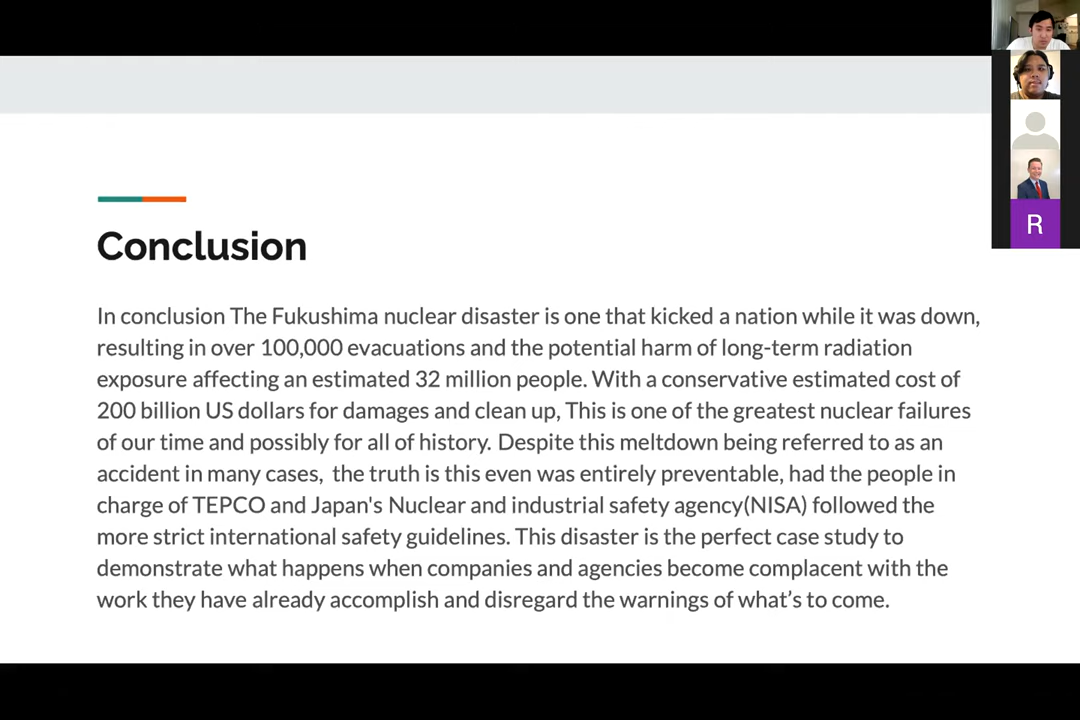 R
Conclusion
In conclusion The Fukushima nuclear disaster is one that kicked a nation while it was down,
resulting in over 100,000 evacuations and the potential harm of long-term radiation
exposure affecting an estimated 32 million people. With a conservative estimated cost of
200 billion US dollars for damages and clean up, This is one of the greatest nuclear failures
of our time and possibly for all of history. Despite this meltdown being referred to as an
accident in many cases,  the truth is this even was entirely preventable, had the people in
charge of TEPCO and Japan's Nuclear and industrial safety agency(NISA) followed the
more strict international safety guidelines. This disaster is the perfect case study to
demonstrate what happens when companies and agencies become complacent with the
work they have already accomplish and disregard the warnings of what’s to come.